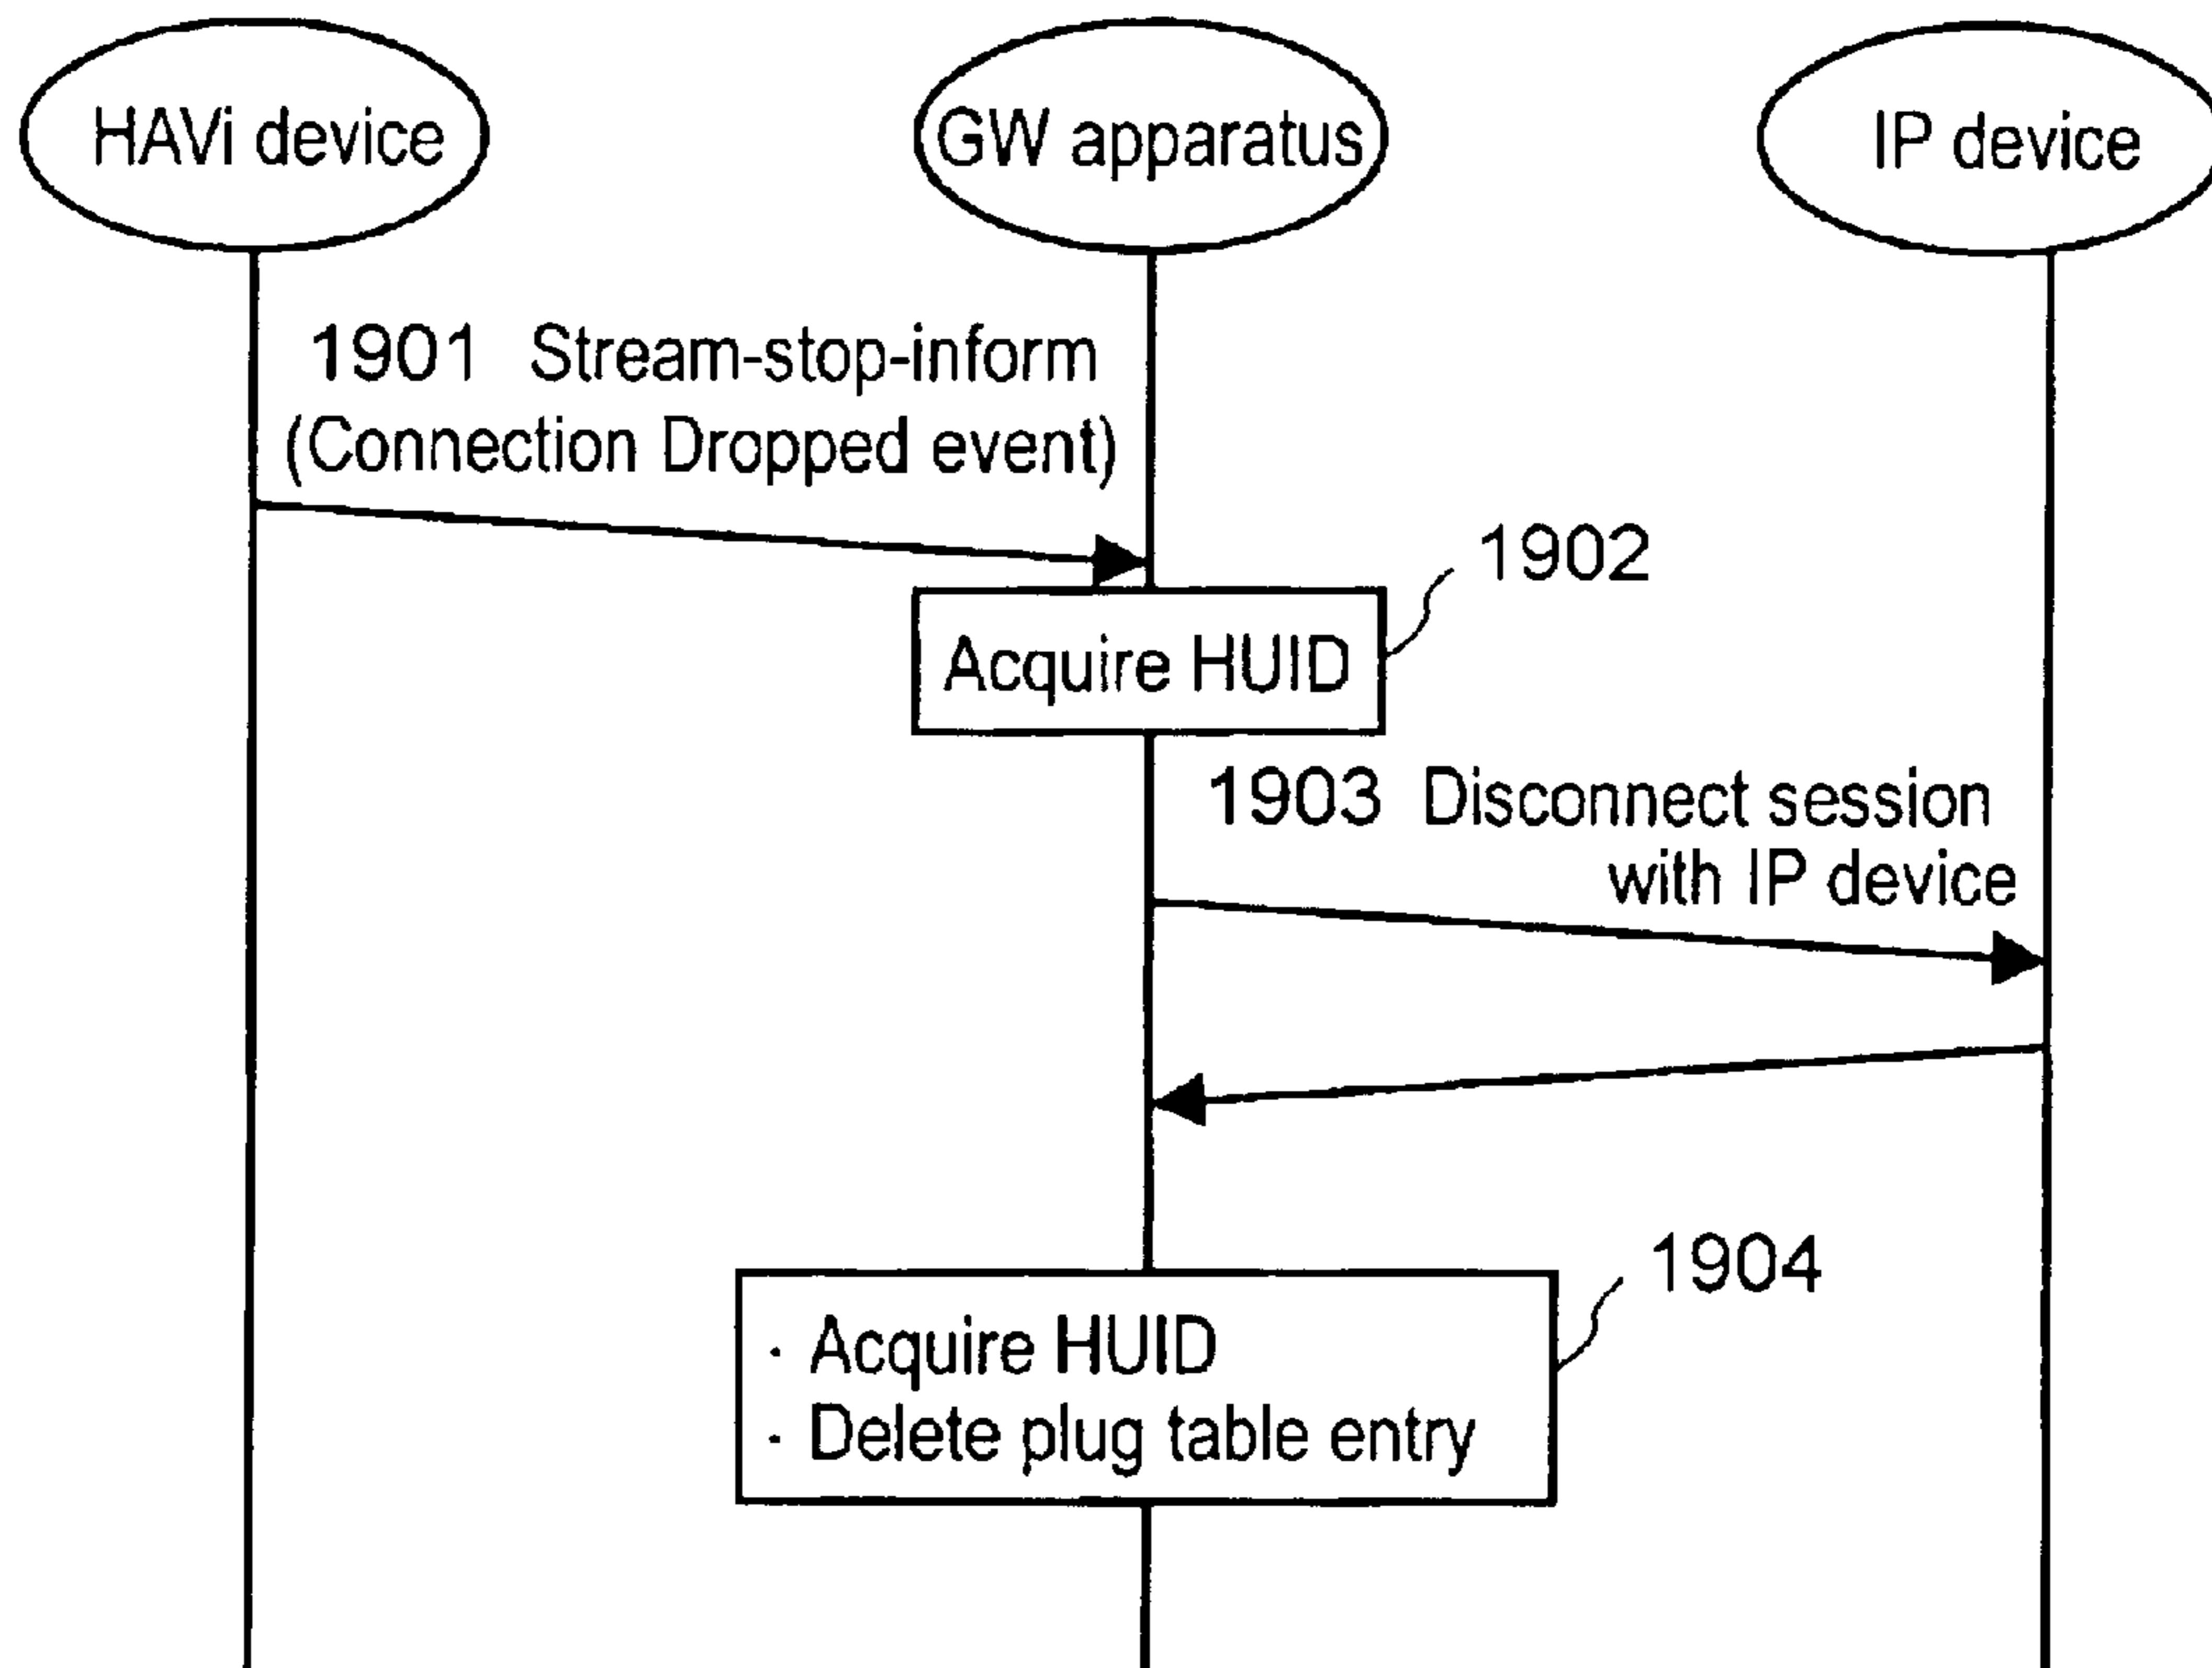 HAVi device
GW apparatus
IP device
1901 Stream-stop-inform
(Connection Dropped event)
1902
Acquire HUID
1903 Disconnect session
with IP device
1904
· Acquire HUID
· Delete plug table entry